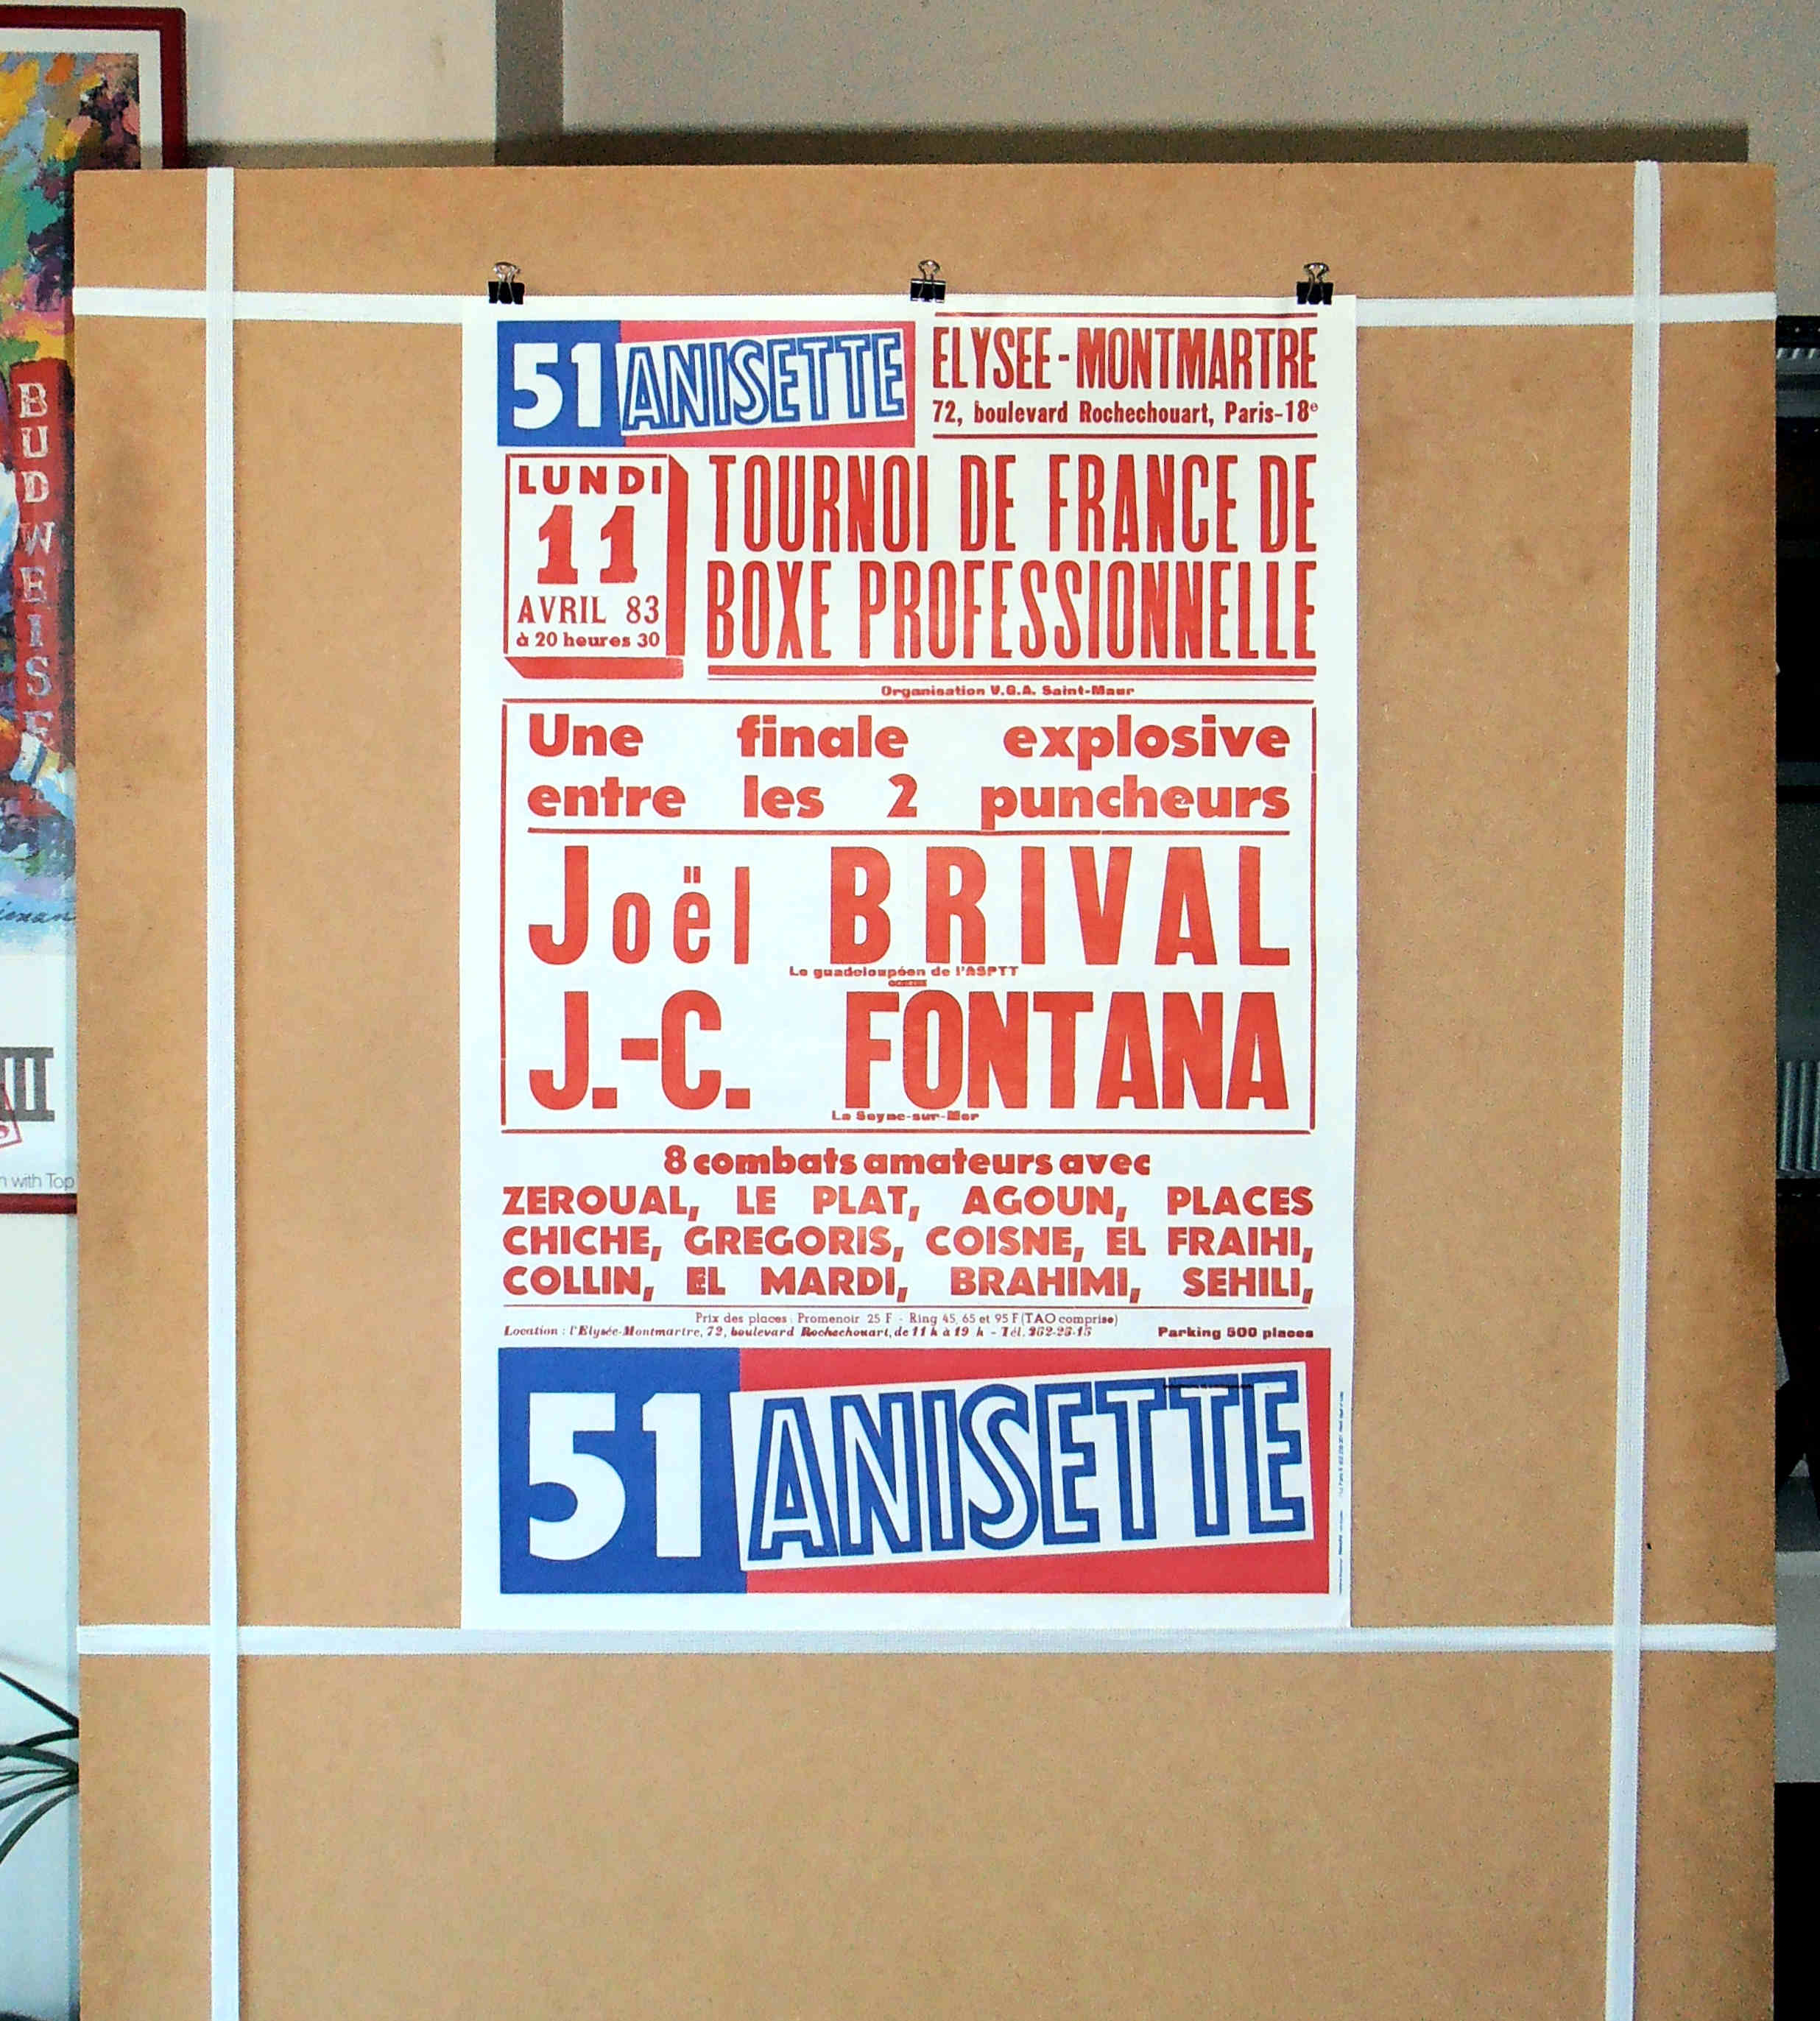 51 ANISETTE
ELYSEE-MONTMARTRE
72, boulevard Rochechouart, Paris-18e
LUNDI
11
AVRIL 83
à 20 heures 30
TOURNOI DE FRANCE DE
BOXE PROFESSIONNELLE
Organisation V.G.A. Saint-Maur
Une finale explosive
entre les 2 puncheurs
Joël BRIVAL
Le guadeloupéen de l'ASPTT
J.-C. FONTANA
La Seyne-sur-Mer
8 combats amateurs avec
ZEROUAL, LE PLAT, AGOUN, PLACES
CHICHE, GREGORIS, COISNE, EL FRAIHI,
COLLIN, EL MARDI, BRAHIMI, SEHILI,
Prix des places : Promenoir 25 F - Ring 45, 65 et 95 F (TAO comprise)
Location : l'Elysée-Montmartre, 72, boulevard Rochechouart, de 11 h à 19 h - Tél.
Parking 500 places
51 ANISETTE
BUDWEISE
with Top